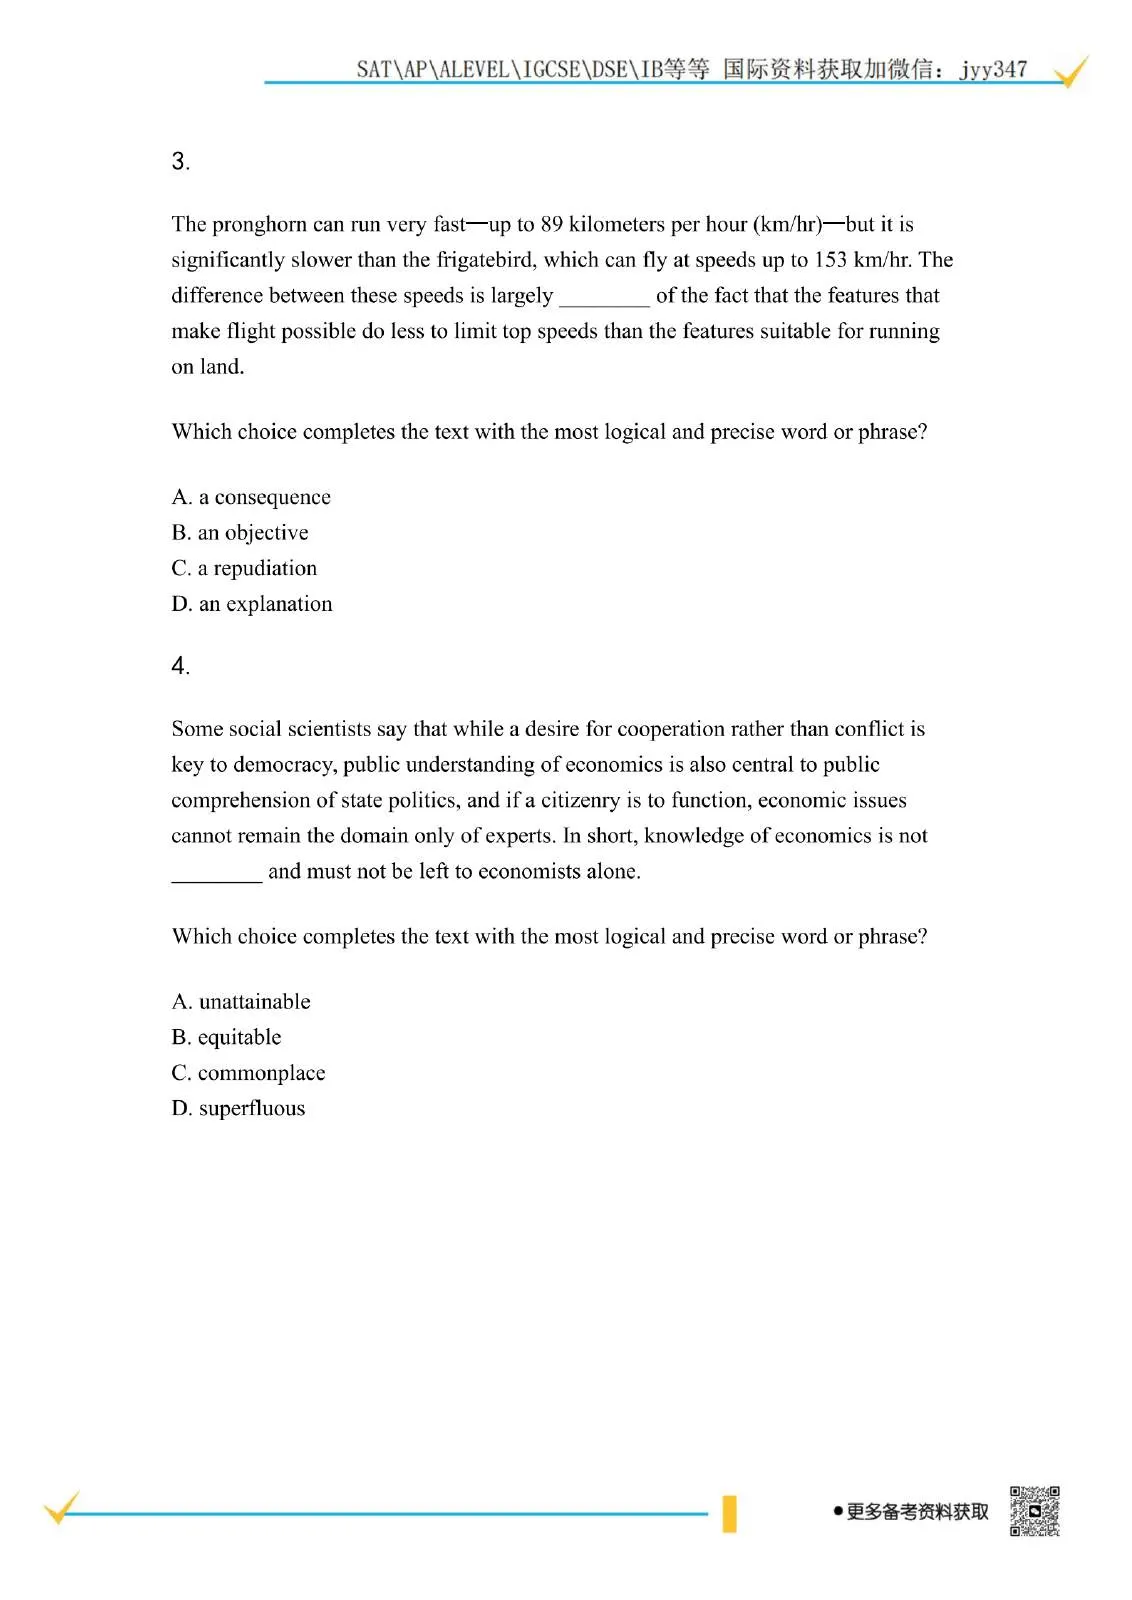 SAT\AP\ALEVEL\IGCSE\DSE\IB等等 国际资料获取加微信：jyy347
3.
The pronghorn can run very fast—up to 89 kilometers per hour (km/hr)—but it is
significantly slower than the frigatebird, which can fly at speeds up to 153 km/hr. The
difference between these speeds is largely ________ of the fact that the features that
make flight possible do less to limit top speeds than the features suitable for running
on land.
Which choice completes the text with the most logical and precise word or phrase?
A. a consequence
B. an objective
C. a repudiation
D. an explanation
4.
Some social scientists say that while a desire for cooperation rather than conflict is
key to democracy, public understanding of economics is also central to public
comprehension of state politics, and if a citizenry is to function, economic issues
cannot remain the domain only of experts. In short, knowledge of economics is not
________ and must not be left to economists alone.
Which choice completes the text with the most logical and precise word or phrase?
A. unattainable
B. equitable
C. commonplace
D. superfluous
●更多备考资料获取